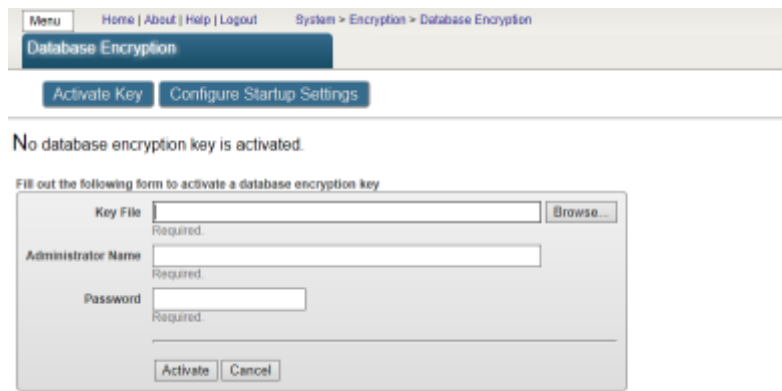 Menu Home | About | Help | Logout System > Encryption > Database Encryption
Database Encryption
Activate Key Configure Startup Settings
No database encryption key is activated.
Fill out the following form to activate a database encryption key
Key File Browse...
Required.
Administrator Name
Required.
Password
Required.
Activate Cancel